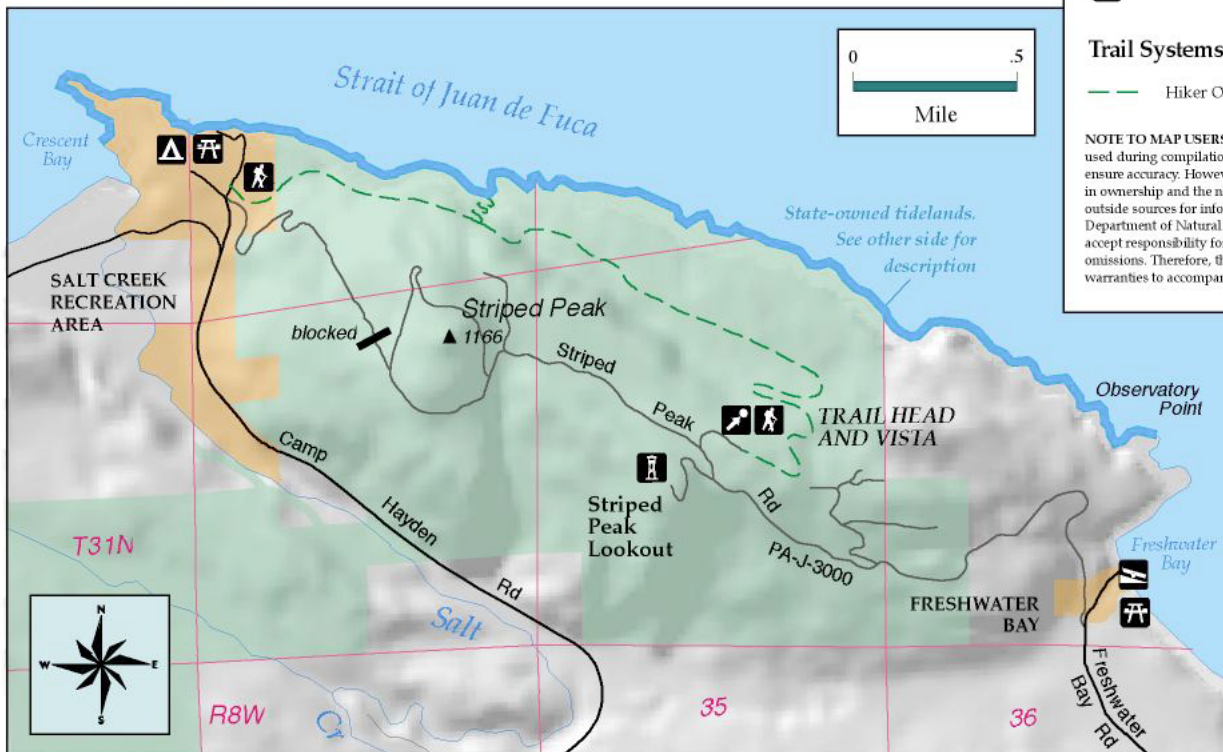 Trail Systems
Hiker O
NOTE TO MAP USERS
used during compilatio
ensure accuracy. Howev
in ownership and the n
outside sources for infor
Department of Natural
accept responsibility for
omissions. Therefore, th
warranties to accompan
0 .5
Mile
Strait of Juan de Fuca
Crescent
Bay
State-owned tidelands.
See other side for
description
SALT CREEK
RECREATION
AREA
blocked
Striped Peak
1166
Striped
Peak
Rd
PA-J-3000
Observatory
Point
TRAIL HEAD
AND VISTA
Striped
Peak
Lookout
Camp
Hayden
Rd
T31N
Freshwater
Bay
FRESHWATER
BAY
Salt
Cr
N
W E
S
R8W
35
36
Freshwater
Bay Rd